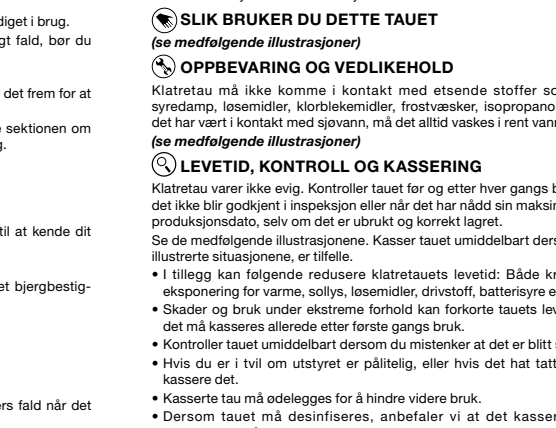 diget i brug.
gt fald, bør du
det frem for at
sektionen om
g.
til at kende dit
et bjergbestig-
ers fald når det
SLIK BRUKER DU DETTE TAUET
(se medfølgende illustrasjoner)
OPPBEVARING OG VEDLIKEHOLD
Klatretau må ikke komme i kontakt med etsende stoffer so
syredamp, løsemidler, klorblekemidler, frostvæsker, isopropano
det har vært i kontakt med sjøvann, må det alltid vaskes i rent vann
(se medfølgende illustrasjoner)
LEVETID, KONTROLL OG KASSERING
Klatretau varer ikke evig. Kontroller tauet før og etter hver gangs b
det ikke blir godkjent i inspeksjon eller når det har nådd sin maksim
produksjonsdato, selv om det er ubrukt og korrekt lagret.
Se de medfølgende illustrasjonene. Kasser tauet umiddelbart ders
illustrerte situasjonene, er tilfelle.
• I tillegg kan følgende redusere klatretauets levetid: Både kr
eksponering for varme, sollys, løsemidler, drivstoff, batterisyre e
• Skader og bruk under ekstreme forhold kan forkorte tauets lev
det må kasseres allerede etter første gangs bruk.
• Kontroller tauet umiddelbart dersom du mistenker at det er blitt s
• Hvis du er i tvil om utstyret er pålitelig, eller hvis det hat tatt
kassere det.
• Kasserte tau må ødelegges for å hindre videre bruk.
• Dersom tauet må desinfiseres, anbefaler vi at det kasser